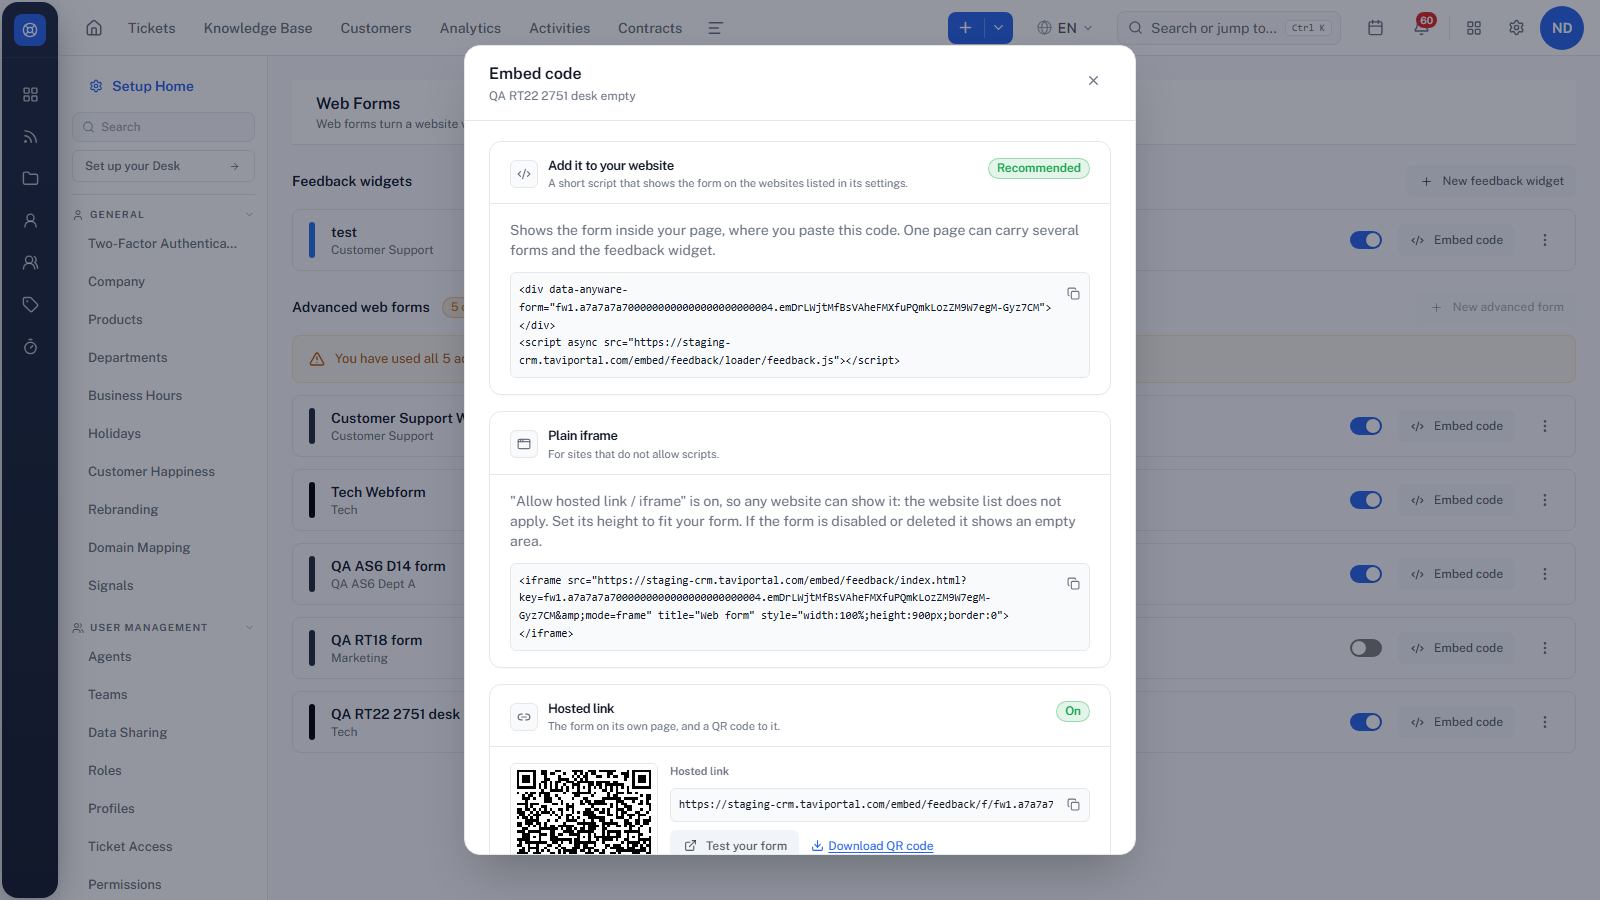 Tickets
Knowledge Base
Customers
Analytics
Activities
Contracts
EN
Search or jump to...
Ctrl K
60
ND
Setup Home
Search
Set up your Desk
GENERAL
Two-Factor Authentica...
Company
Products
Departments
Business Hours
Holidays
Customer Happiness
Rebranding
Domain Mapping
Signals
USER MANAGEMENT
Agents
Teams
Data Sharing
Roles
Profiles
Ticket Access
Permissions
Web Forms
Web forms turn a website
Feedback widgets
New feedback widget
test
Customer Support
Embed code
Advanced web forms
5
New advanced form
You have used all 5
Customer Support
Customer Support
Embed code
Tech Webform
Tech
Embed code
QA AS6 D14 form
QA AS6 Dept A
Embed code
QA RT18 form
Marketing
Embed code
QA RT22 2751 desk
Tech
Embed code
Embed code
QA RT22 2751 desk empty
Add it to your website
A short script that shows the form on the websites listed in its settings.
Recommended
Shows the form inside your page, where you paste this code. One page can carry several
forms and the feedback widget.
<div data-anyware-
form="fw1.a7a7a7a7000000000000000000000004.emDrLWjtMfBsVAheFMXfuPQmkLozZM9W7egM-Gyz7CM">
</div>
<script async src="https://staging-
crm.taviportal.com/embed/feedback/loader/feedback.js"></script>
Plain iframe
For sites that do not allow scripts.
"Allow hosted link / iframe" is on, so any website can show it: the website list does not
apply. Set its height to fit your form. If the form is disabled or deleted it shows an empty
area.
<iframe src="https://staging-crm.taviportal.com/embed/feedback/index.html?
key=fw1.a7a7a7a7000000000000000000000004.emDrLWjtMfBsVAheFMXfuPQmkLozZM9W7egM-
Gyz7CM&amp;mode=frame" title="Web form" style="width:100%;height:900px;border:0">
</iframe>
Hosted link
The form on its own page, and a QR code to it.
On
Hosted link
https://staging-crm.taviportal.com/embed/feedback/f/fw1.a7a7a7
Test your form
Download QR code